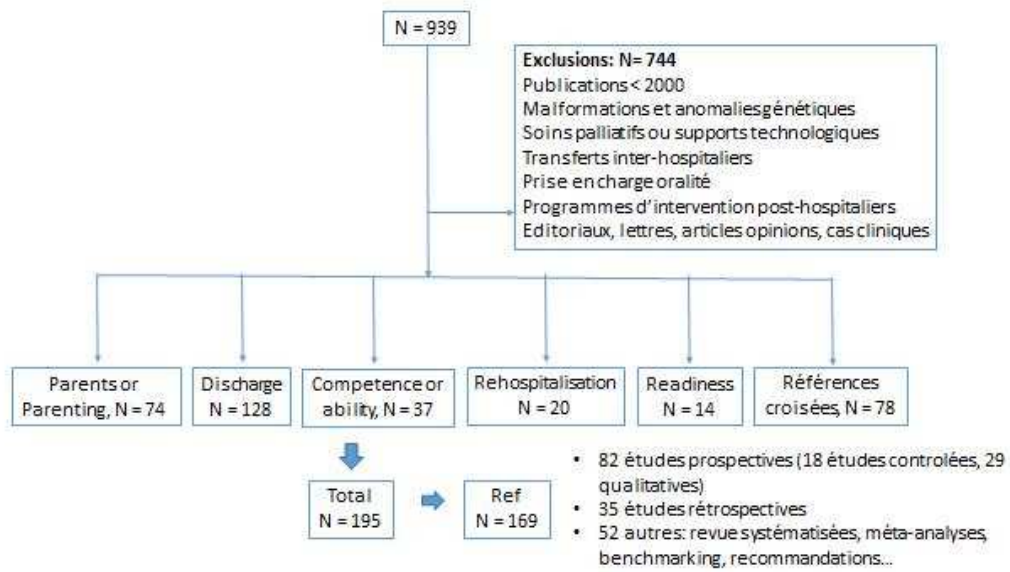 N = 939
Exclusions: N= 744
Publications < 2000
Malformations et anomalies génétiques
Soins palliatifs ou supports technologiques
Transferts inter-hospitaliers
Prise en charge oralité
Programmes d'intervention post-hospitaliers
Editoriaux, lettres, articles opinions, cas cliniques
Parents or
Parenting, N = 74
Discharge
N = 128
Competence or
ability, N = 37
Rehospitalisation
N = 20
Readiness
N = 14
Références
croisées, N = 78
Total
N = 195
Ref
N = 169
• 82 études prospectives (18 études controlées, 29
qualitatives)
• 35 études rétrospectives
• 52 autres: revue systématisées, méta-analyses,
benchmarking, recommandations...